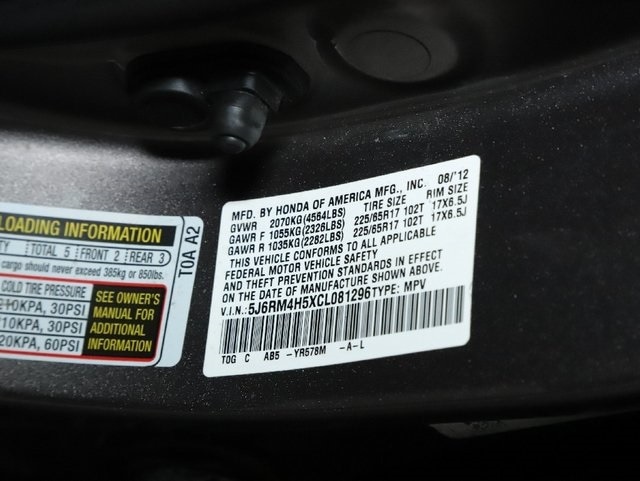 LOADING INFORMATION
TOTAL 5 FRONT 2 REAR 3
cargo should never exceed 385kg or 850lbs.
COLD TIRE PRESSURE
210KPA, 30PSI
210KPA, 30PSI
420KPA, 60PSI
SEE OWNER'S
MANUAL FOR
ADDITIONAL
INFORMATION
T0A A2
MFD. BY HONDA OF AMERICA MFG., INC. 08/'12
GVWR 2070KG(4564LBS) TIRE SIZE RIM SIZE
GAWR F 1055KG(2326LBS) 225/65R17 102T 17X6.5J
GAWR R 1035KG(2282LBS) 225/65R17 102T 17X6.5J
THIS VEHICLE CONFORMS TO ALL APPLICABLE
FEDERAL MOTOR VEHICLE SAFETY
AND THEFT PREVENTION STANDARDS IN EFFECT
ON THE DATE OF MANUFACTURE SHOWN ABOVE.
V.I.N.: 5J6RM4H5XCL081296 TYPE: MPV
T0G C AB5 -YR578M -A-L